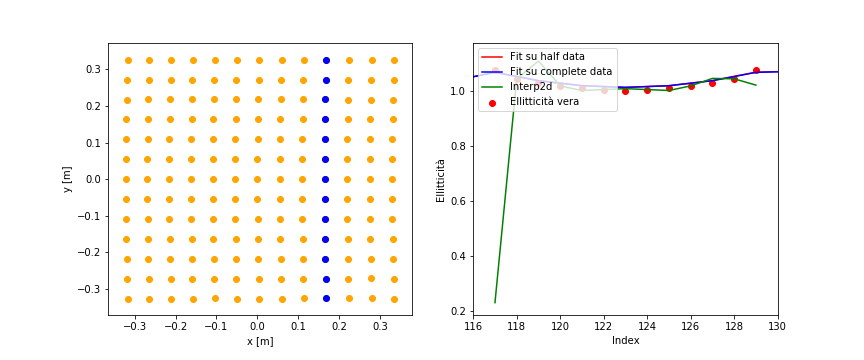 0.3
0.2
0.1
0.0
−0.1
−0.2
−0.3
y [m]
−0.3 −0.2 −0.1 0.0 0.1 0.2 0.3
x [m]
Fit su half data
Fit su complete data
Interp2d
Ellitticità vera
1.0
0.8
0.6
0.4
0.2
Ellitticità
116 118 120 122 124 126 128 130
Index